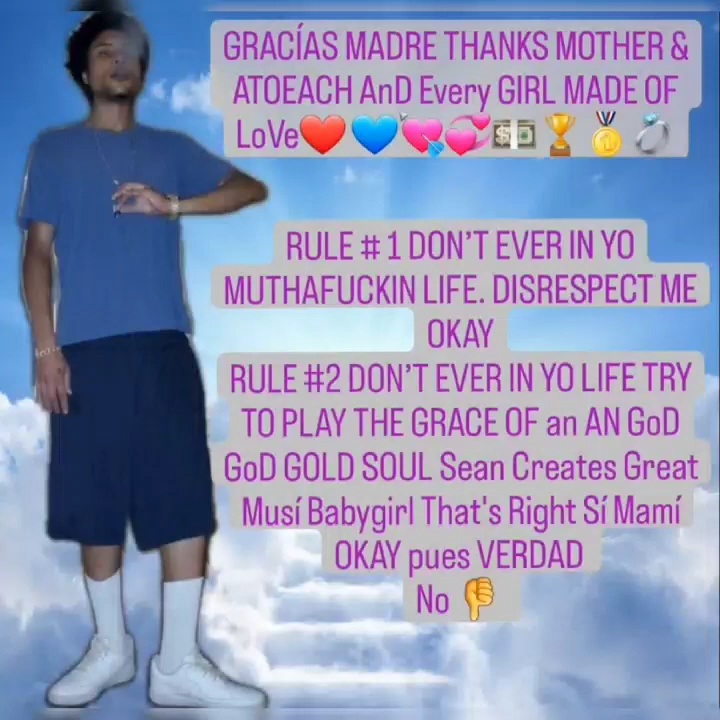 GRACÍAS MADRE THANKS MOTHER &
ATOEACH AnD Every GIRL MADE OF
LoVe❤️💙💘💞💵🏆🥇💍
RULE # 1 DON'T EVER IN YO
MUTHAFUCKIN LIFE. DISRESPECT ME
OKAY
RULE #2 DON'T EVER IN YO LIFE TRY
TO PLAY THE GRACE OF an AN GoD
GoD GOLD SOUL Sean Creates Great
Musí Babygirl That's Right Sí Mamí
OKAY pues VERDAD
No 👎